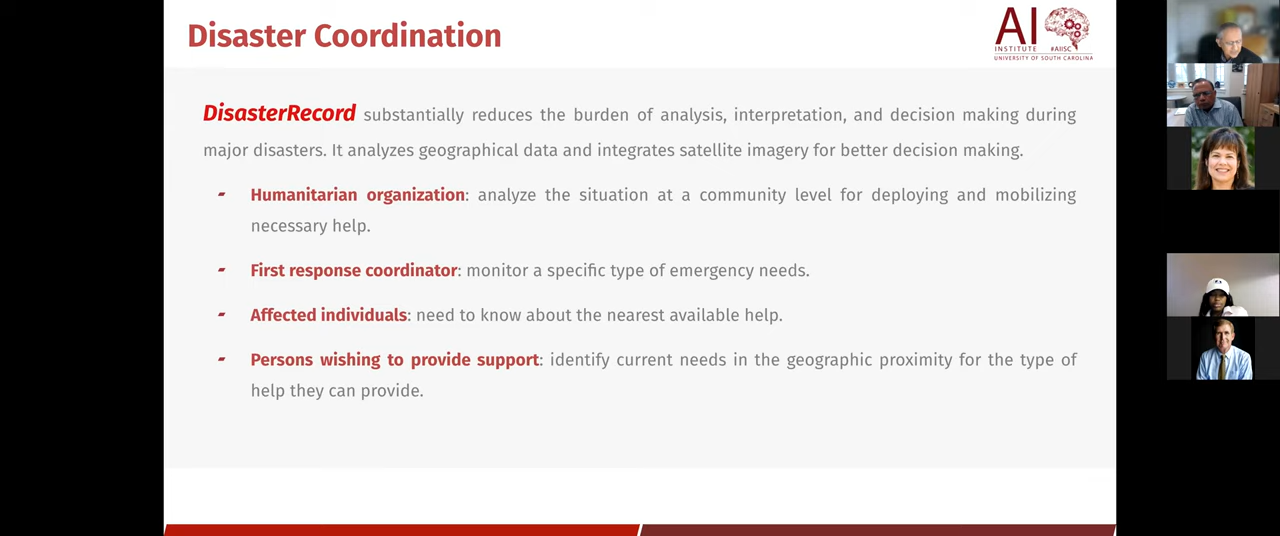 Disaster Coordination
AI
INSTITUTE #AIISC
UNIVERSITY OF SOUTH CAROLINA
DisasterRecord substantially reduces the burden of analysis, interpretation, and decision making during
major disasters. It analyzes geographical data and integrates satellite imagery for better decision making.
- Humanitarian organization: analyze the situation at a community level for deploying and mobilizing
necessary help.
- First response coordinator: monitor a specific type of emergency needs.
- Affected individuals: need to know about the nearest available help.
- Persons wishing to provide support: identify current needs in the geographic proximity for the type of
help they can provide.